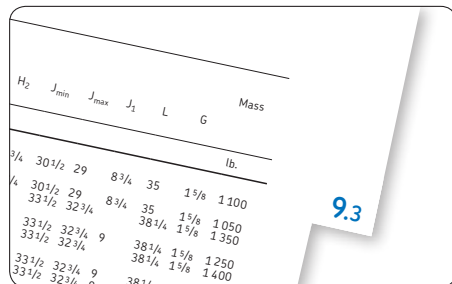 H₂ Jmin Jmax J₁ L G Mass
lb.
3/4 30 1/2 29 8 3/4 35 1 5/8 1 100
30 1/2 29 8 3/4 35 1 5/8 1 050
33 1/2 32 3/4 38 1/4 1 5/8 1 350
33 1/2 32 3/4 9 38 1/4 1 5/8 1 250
33 1/2 32 3/4 38 1/4 1 5/8 1 400
33 1/2 32 3/4 9
33 1/2 32 3/4
9.3